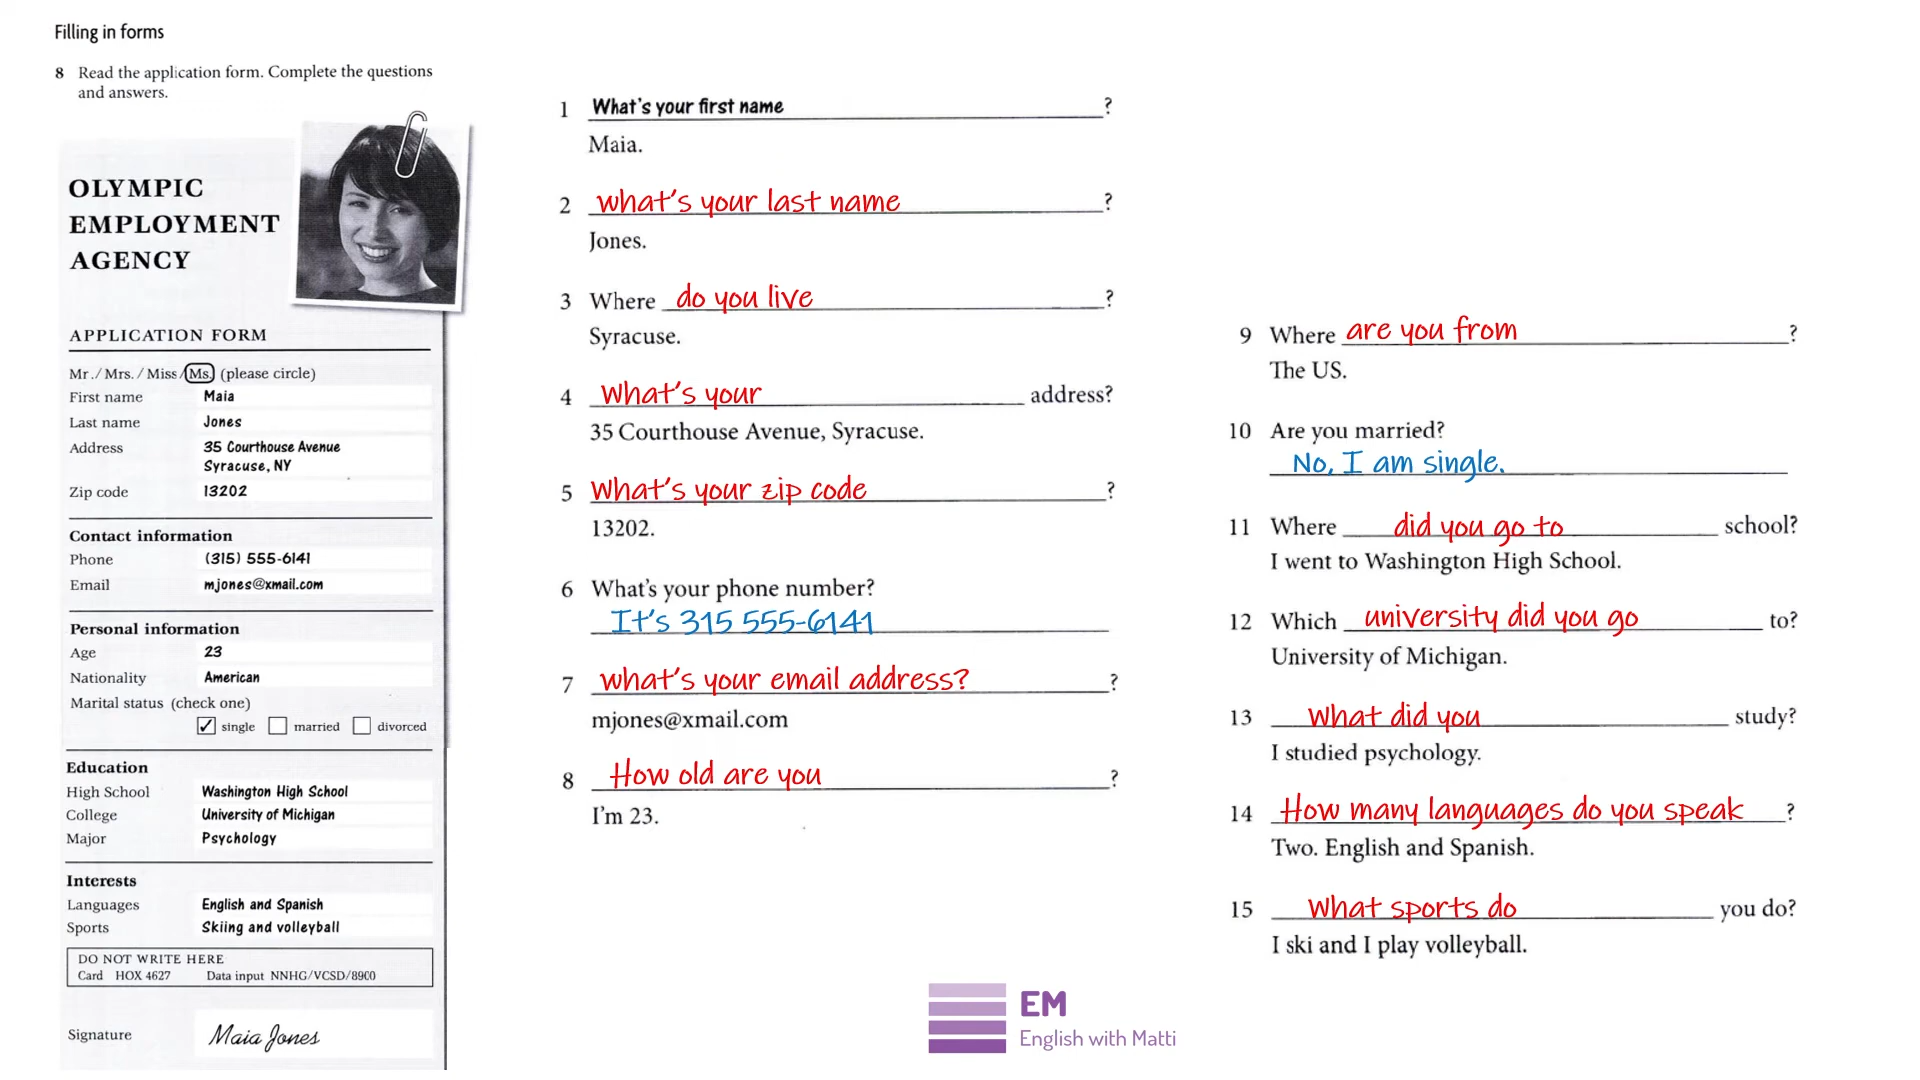 Filling in forms
8 Read the application form. Complete the questions
and answers.
OLYMPIC
EMPLOYMENT
AGENCY
APPLICATION FORM
Mr./Mrs./Miss/Ms. (please circle)
First name Maia
Last name Jones
Address 35 Courthouse Avenue
Syracuse, NY
Zip code 13202
Contact information
Phone (315) 555-6141
Email mjones@xmail.com
Personal information
Age 23
Nationality American
Marital status (check one)
✓ single married divorced
Education
High School Washington High School
College University of Michigan
Major Psychology
Interests
Languages English and Spanish
Sports Skiing and volleyball
DO NOT WRITE HERE
Card HOX 4627 Data input NNHG/VCSD/8900
Signature Maia Jones
1 What's your first name ?
Maia.
2 what's your last name ?
Jones.
3 Where do you live ?
Syracuse.
4 What's your address?
35 Courthouse Avenue, Syracuse.
5 What's your zip code ?
13202.
6 What's your phone number?
It's 315 555-6141
7 what's your email address? ?
mjones@xmail.com
8 How old are you ?
I'm 23.
9 Where are you from ?
The US.
10 Are you married?
No, I am single.
11 Where did you go to school?
I went to Washington High School.
12 Which university did you go to?
University of Michigan.
13 What did you study?
I studied psychology.
14 How many languages do you speak ?
Two. English and Spanish.
15 What sports do you do?
I ski and I play volleyball.
EM
English with Matti